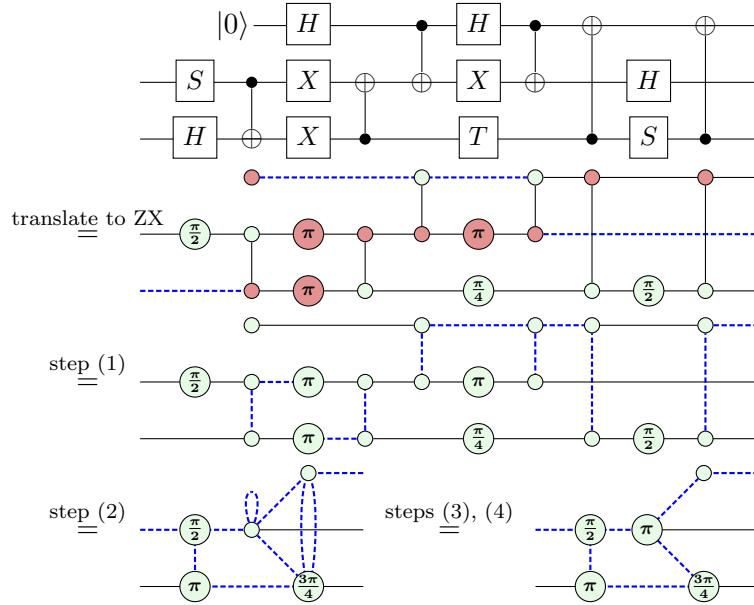 |0⟩ H H
S X X H
H X T S
translate to ZX
=
π/2 π π
π π/4 π/2
step (1)
=
π/2 π π
π π/4 π/2
step (2)
=
π/2
π 3π/4
steps (3), (4)
=
π/2 π
π 3π/4